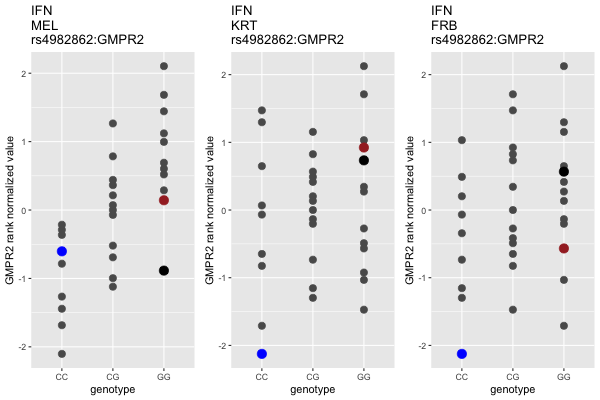 IFN
MEL
rs4982862:GMPR2
GMPR2 rank normalized value
2
1
0
-1
-2
CC CG GG
genotype
IFN
KRT
rs4982862:GMPR2
GMPR2 rank normalized value
2
1
0
-1
-2
CC CG GG
genotype
IFN
FRB
rs4982862:GMPR2
GMPR2 rank normalized value
2
1
0
-1
-2
CC CG GG
genotype